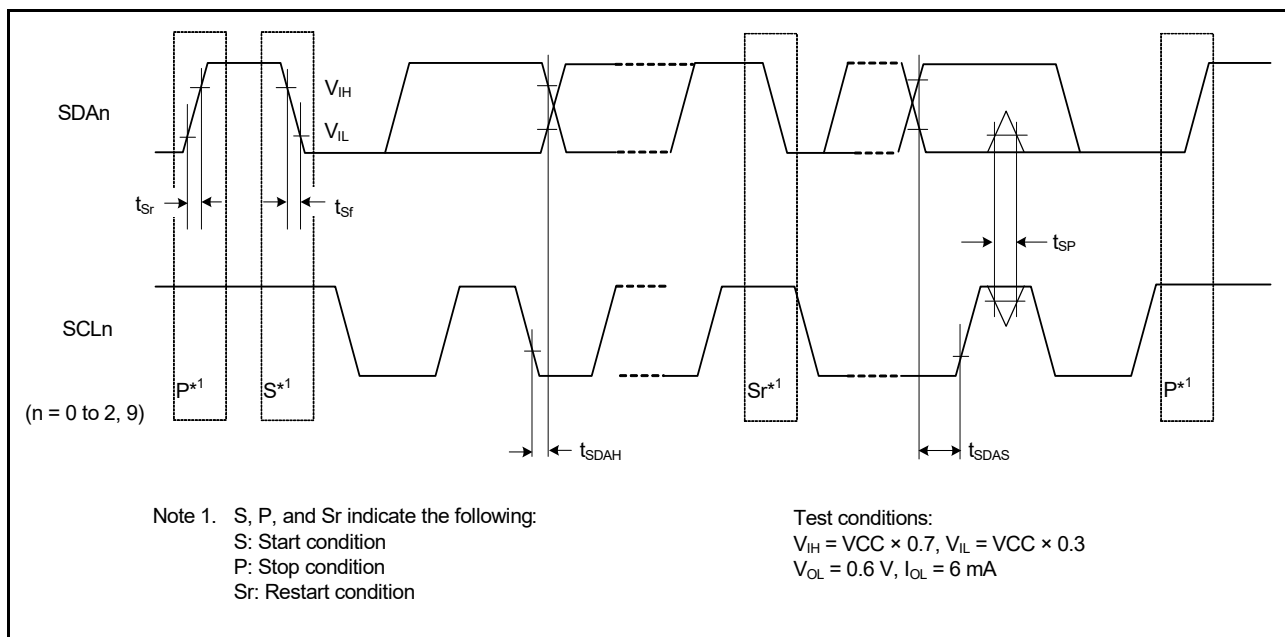 SDAn
V_IH
V_IL
t_Sr
t_Sf
t_SP
SCLn
P*1
S*1
Sr*1
P*1
(n = 0 to 2, 9)
t_SDAH
t_SDAS
Note 1. S, P, and Sr indicate the following:
S: Start condition
P: Stop condition
Sr: Restart condition
Test conditions:
V_IH = VCC × 0.7, V_IL = VCC × 0.3
V_OL = 0.6 V, I_OL = 6 mA